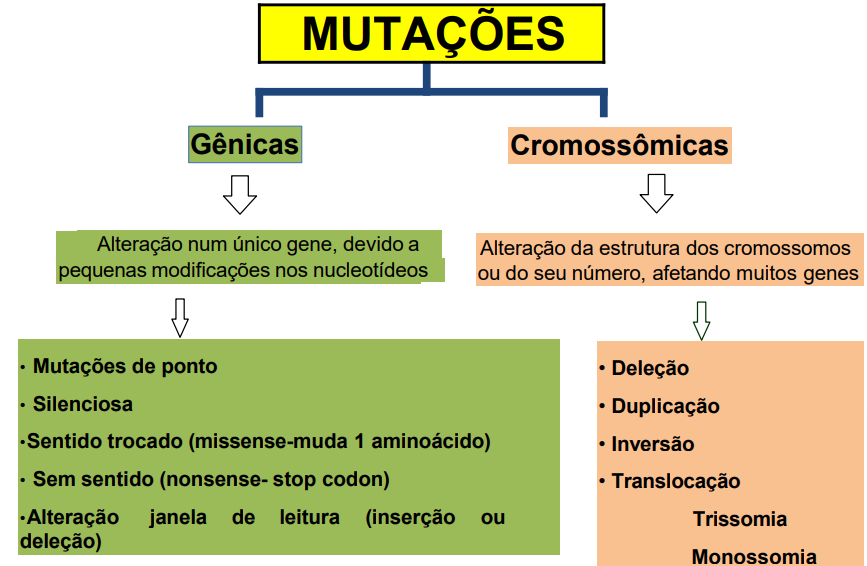 MUTAÇÕES
Gênicas
Cromossômicas
Alteração num único gene, devido a
pequenas modificações nos nucleotídeos
Alteração da estrutura dos cromossomos
ou do seu número, afetando muitos genes
• Mutações de ponto
• Silenciosa
•Sentido trocado (missense-muda 1 aminoácido)
• Sem sentido (nonsense- stop codon)
•Alteração janela de leitura (inserção ou
deleção)
• Deleção
• Duplicação
• Inversão
• Translocação
Trissomia
Monossomia